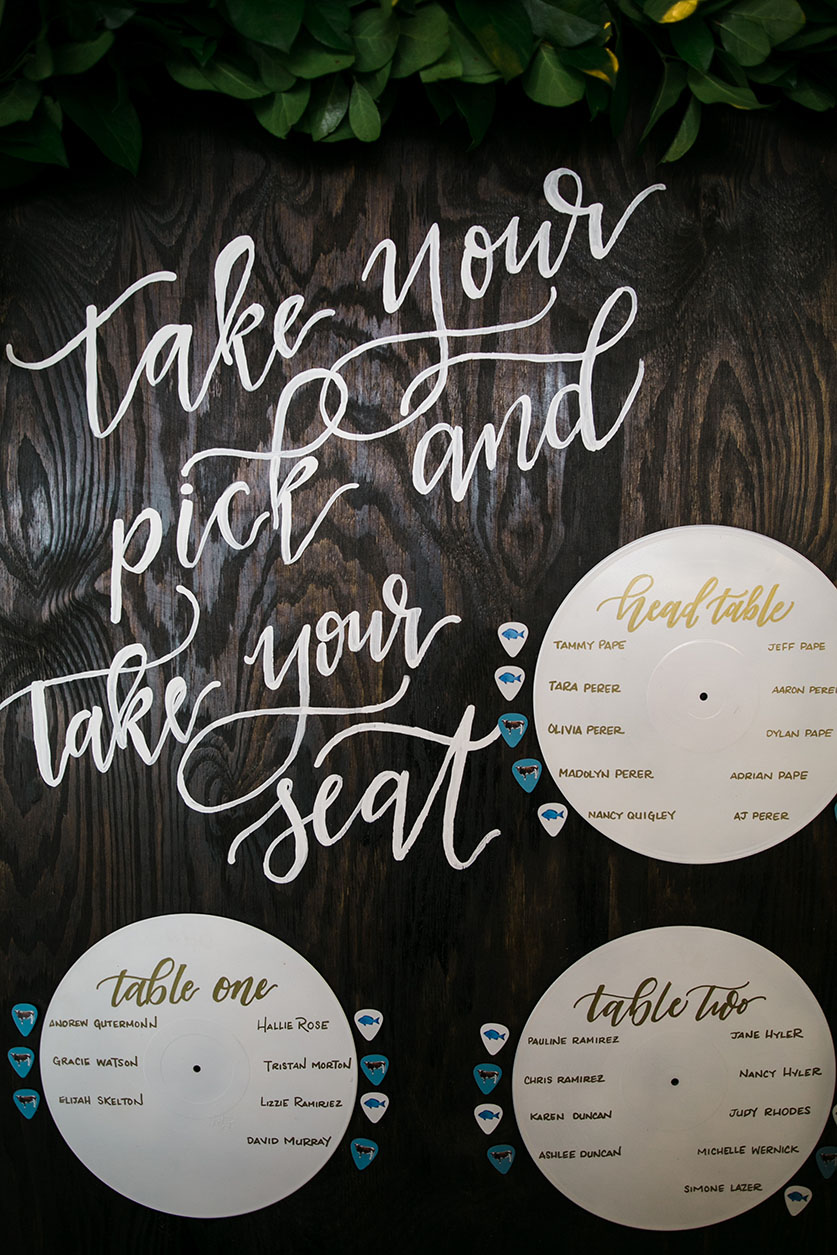 take your
pick and
take your
seat
head table
TAMMY PAPE JEFF PAPE
TARA PERER AARON PERER
OLIVIA PERER DYLAN PAPE
MADOLYN PERER ADRIAN PAPE
NANCY QUIGLEY AJ PERER
table one
ANDREW GUTERMONN HALLIE ROSE
GRACIE WATSON TRISTAN MORTON
ELIJAH SKELTON LIZZIE RAMIRIEZ
DAVID MURRAY
table two
PAULINE RAMIREZ JANE HYLER
CHRIS RAMIREZ NANCY HYLER
KAREN DUNCAN JUDY RHODES
ASHLEE DUNCAN MICHELLE WERNICK
SIMONE LAZER